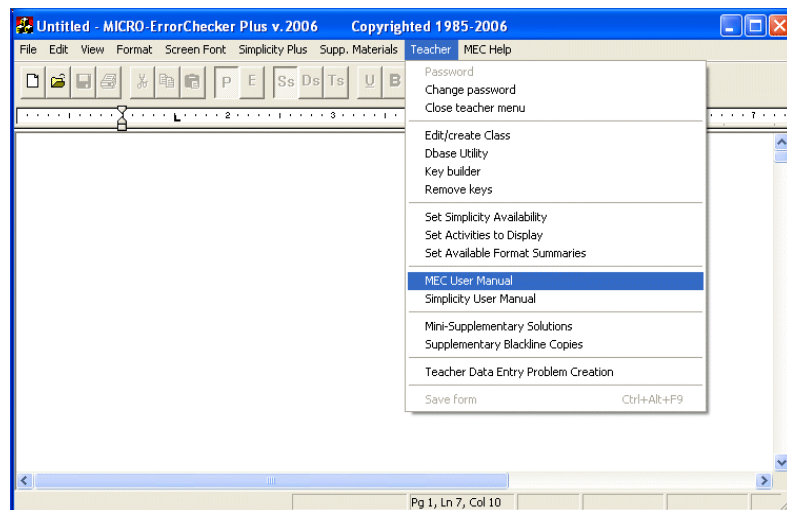 Untitled - MICRO-ErrorChecker Plus v.2006 Copyrighted 1985-2006
File Edit View Format Screen Font Simplicity Plus Supp. Materials Teacher MEC Help
P E Ss Ds Ts U B
2 3 7
Password
Change password
Close teacher menu
Edit/create Class
Dbase Utility
Key builder
Remove keys
Set Simplicity Availability
Set Activities to Display
Set Available Format Summaries
MEC User Manual
Simplicity User Manual
Mini-Supplementary Solutions
Supplementary Blackline Copies
Teacher Data Entry Problem Creation
Save form Ctrl+Alt+F9
Pg 1, Ln 7, Col 10